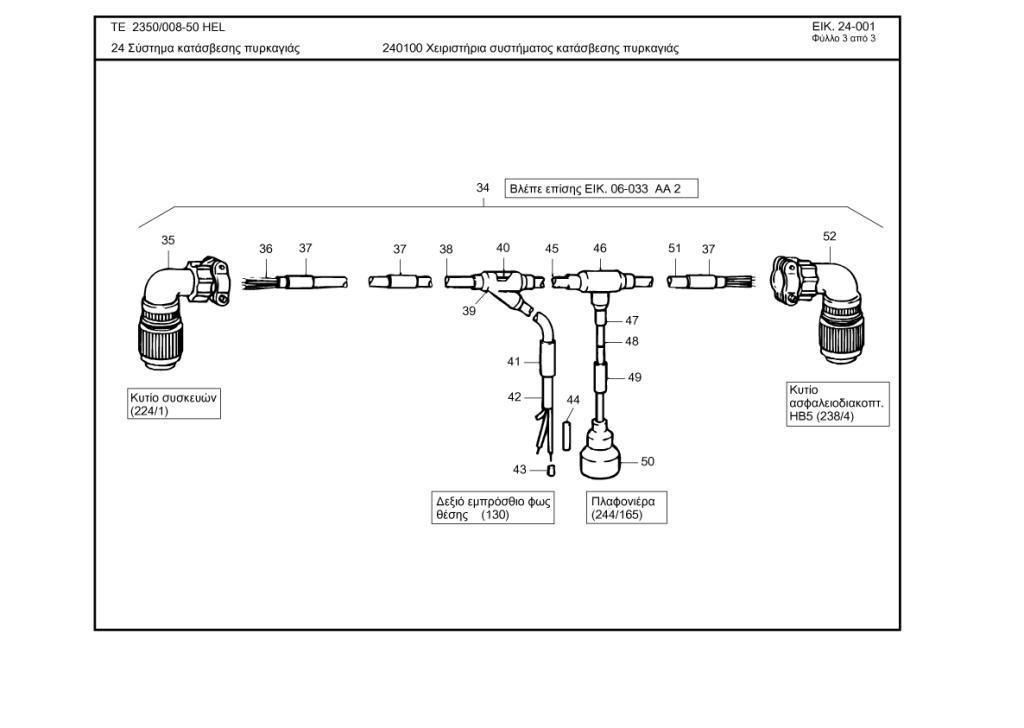 TE 2350/008-50 HEL
ΕΙΚ. 24-001
24 Σύστημα κατάσβεσης πυρκαγιάς
240100 Χειριστήρια συστήματος κατάσβεσης πυρκαγιάς
Φύλλο 3 από 3
34
Βλέπε επίσης ΕΙΚ. 06-033 ΑΑ 2
35
36
37
37
38
40
45
46
51
37
52
39
47
48
41
49
42
44
43
50
Κυτίο συσκευών
(224/1)
Κυτίο
ασφαλειοδιακοπτ.
HB5 (238/4)
Δεξιό εμπρόσθιο φως
θέσης (130)
Πλαφονιέρα
(244/165)